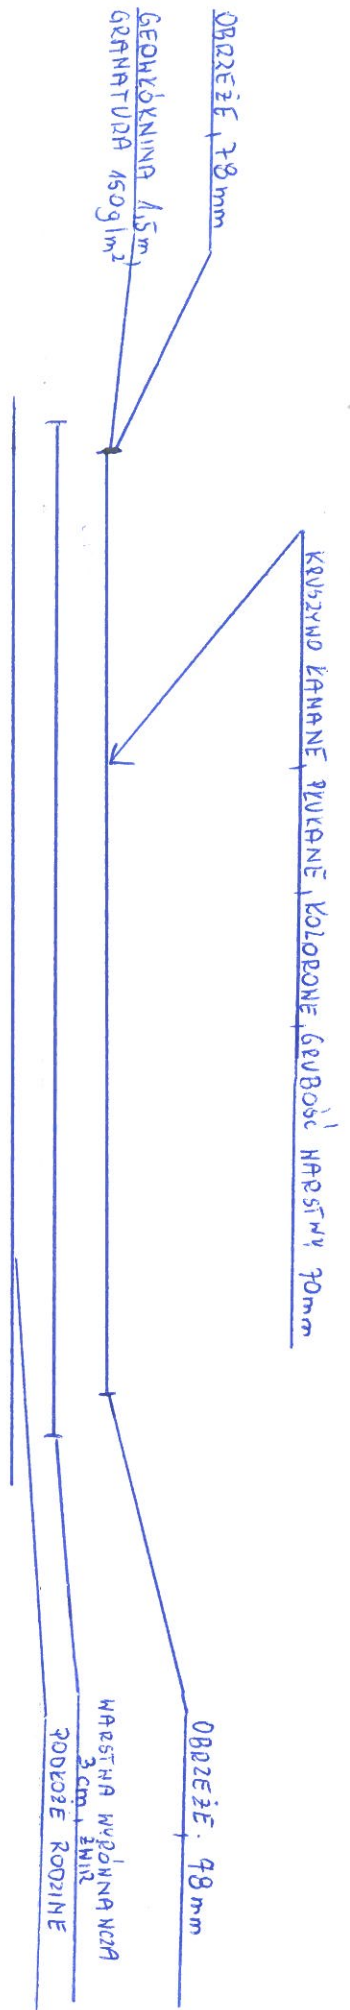 OBRZEŻE, 78mm
GEOWŁÓKNINA 1,5m,
GRAMATURA 150g/m²
KRUSZYWO ŁAMANE, PŁUKANE, KOLOROWE, GRUBOŚĆ WARSTWY 70mm
OBRZEŻE. 78mm
WARSTWA WYRÓWNAWCZA
3cm, ŻWIR
PODŁOŻE RODZIME